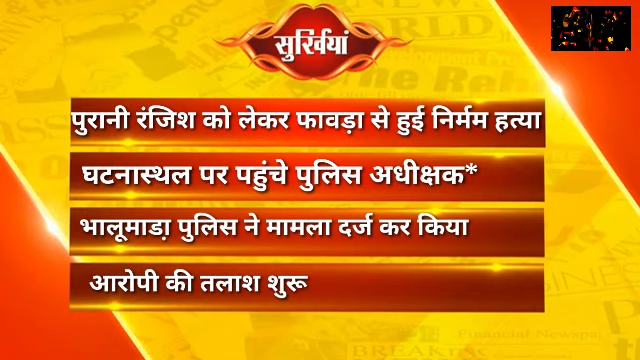 सुर्खियां
पुरानी रंजिश को लेकर फावड़ा से हुई निर्मम हत्या
घटनास्थल पर पहुंचे पुलिस अधीक्षक*
भालूमाडा़ पुलिस ने मामला दर्ज कर किया
आरोपी की तलाश शुरू